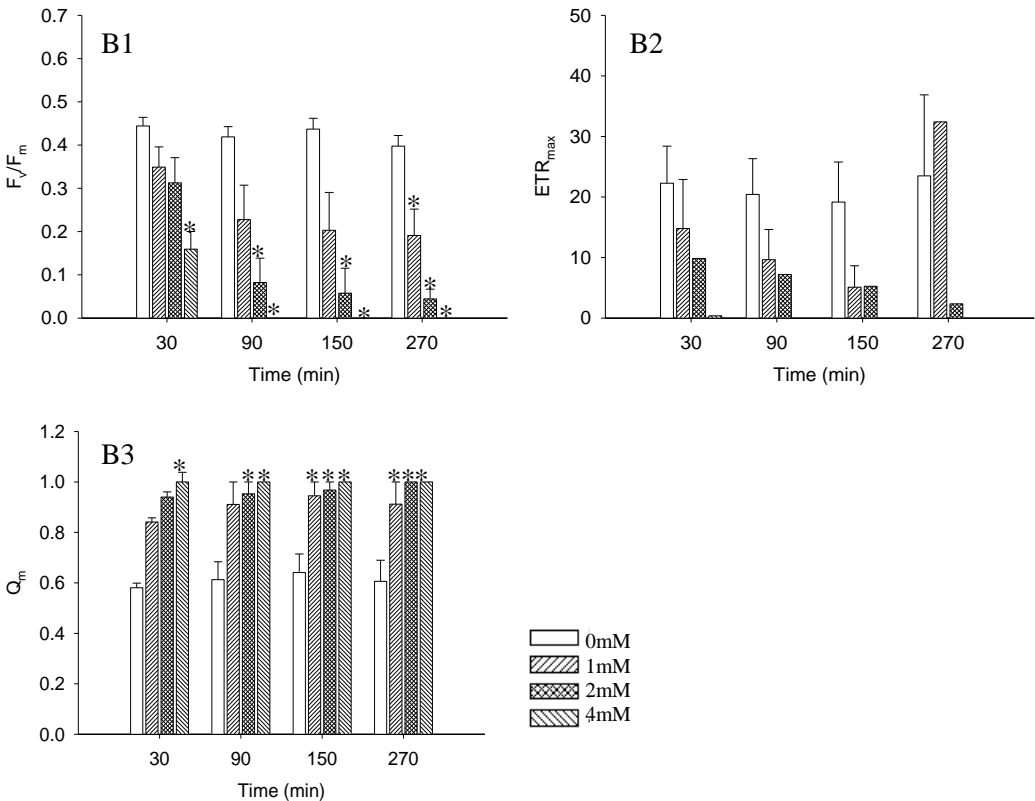 B1
0.7
0.6
0.5
0.4
0.3
0.2
0.1
0.0
Fv/Fm
* * * * * * * *
30 90 150 270
Time (min)
B2
50
40
30
20
10
0
ETRmax
30 90 150 270
Time (min)
B3
1.2
1.0
0.8
0.6
0.4
0.2
0.0
Qm
* ** *** ***
30 90 150 270
Time (min)
0mM
1mM
2mM
4mM